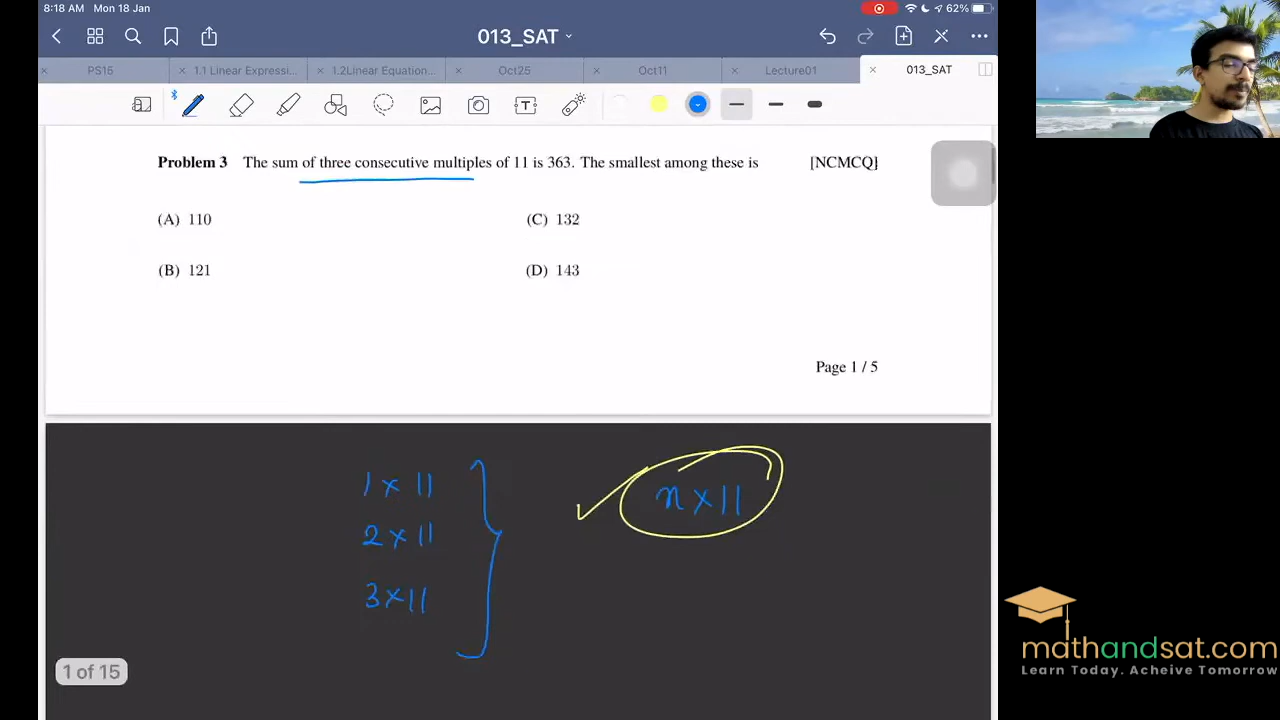 8:18 AM Mon 18 Jan
62%
013_SAT
PS16
1.1 Linear Expressi...
1.2Linear Equation...
Oct25
Oct11
Lecture01
013_SAT
Problem 3 The sum of three consecutive multiples of 11 is 363. The smallest among these is [NCMCQ]
(A) 110
(C) 132
(B) 121
(D) 143
Page 1 / 5
1 × 11
2 × 11
3 × 11
n × 11
1 of 15
mathandsat.com
Learn Today. Acheive Tomorrow